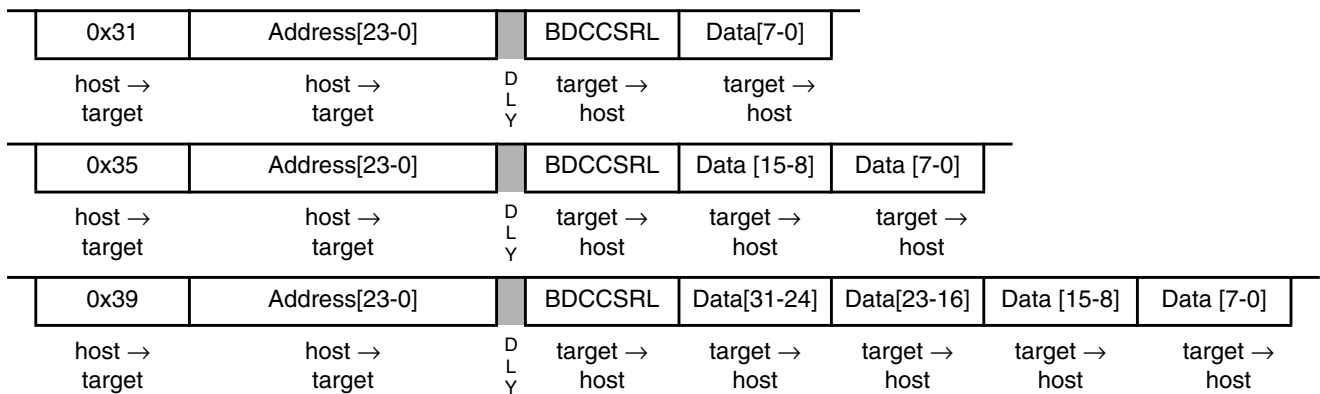 0x31 Address[23-0] BDCCSRL Data[7-0]
host → host → D target → target →
target target L host host
Y
0x35 Address[23-0] BDCCSRL Data [15-8] Data [7-0]
host → host → D target → target → target →
target target L host host host
Y
0x39 Address[23-0] BDCCSRL Data[31-24] Data[23-16] Data [15-8] Data [7-0]
host → host → D target → target → target → target → target →
target target L host host host host host
Y